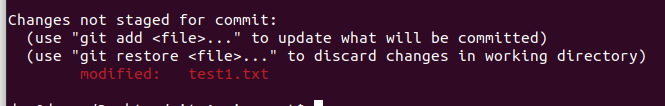 Changes not staged for commit:
  (use "git add <file>..." to update what will be committed)
  (use "git restore <file>..." to discard changes in working directory)
        modified:   test1.txt